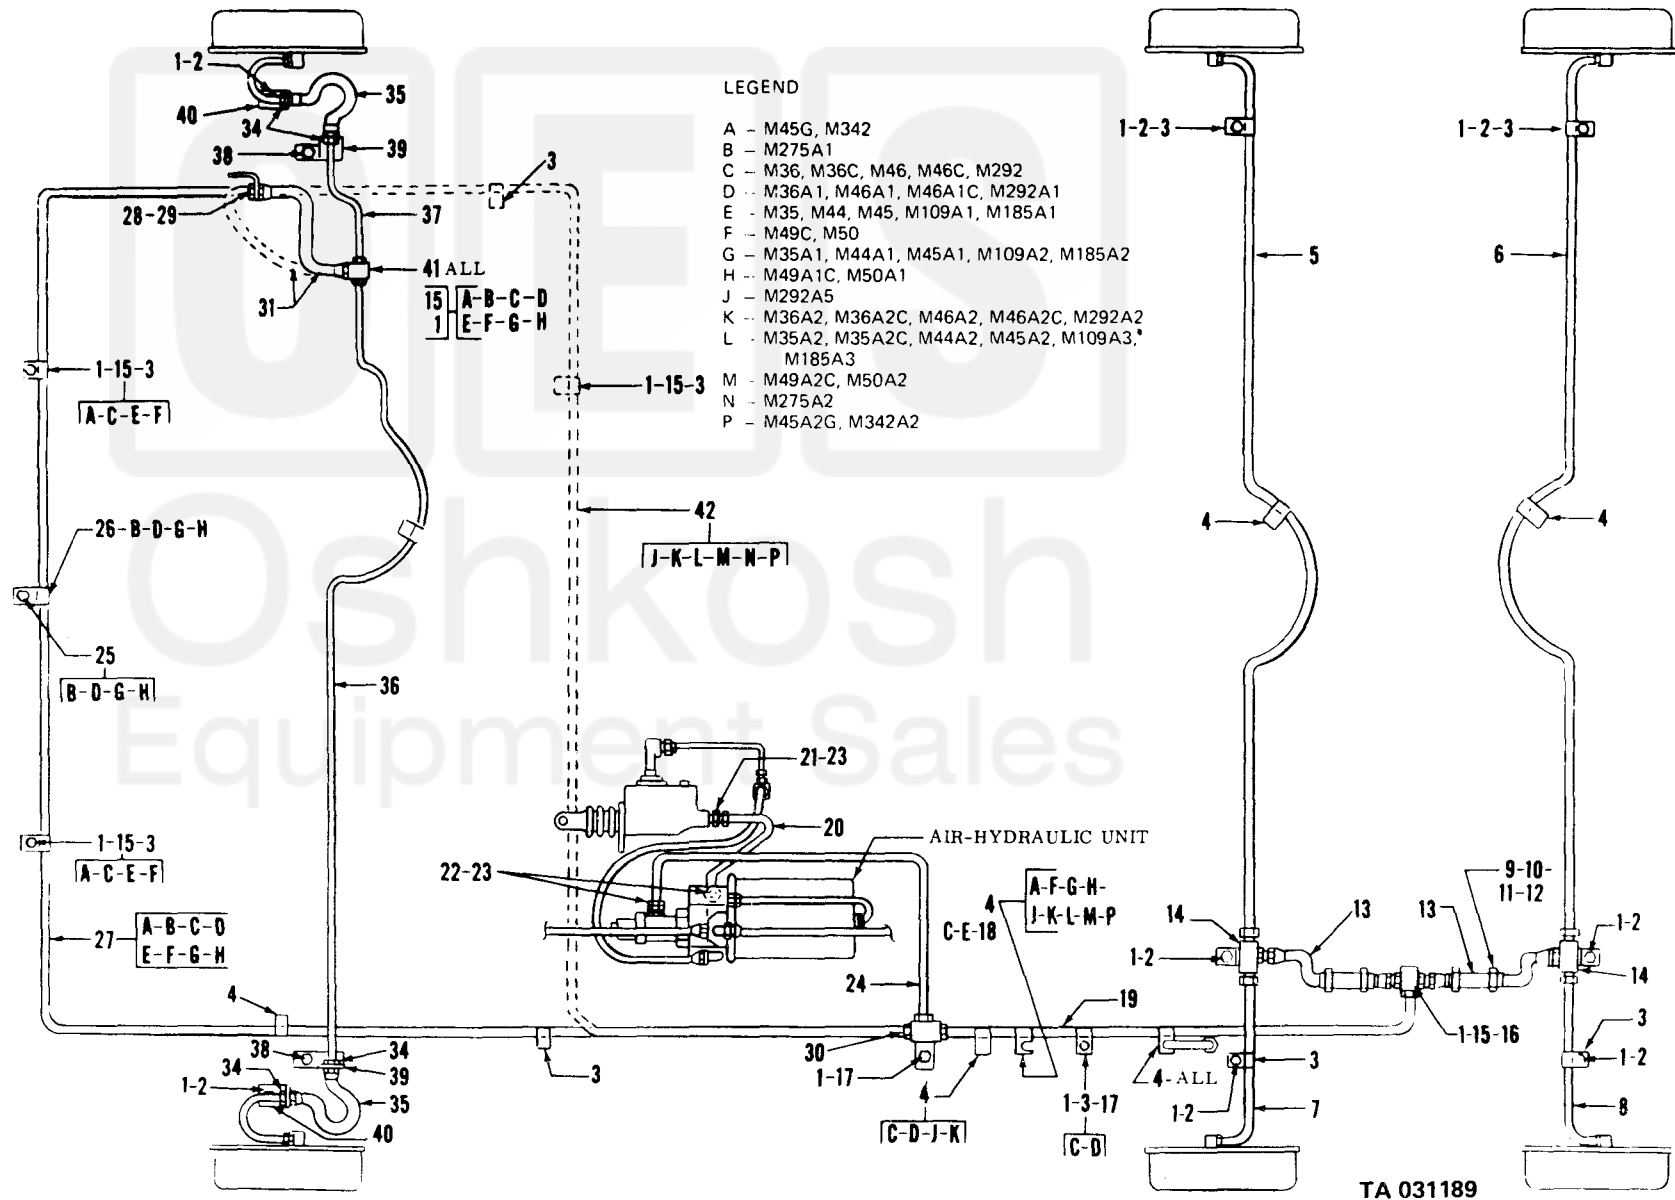 1-2
35
40
34
38
39
3
28-29
37
41 ALL
15 A-B-C-D
1 E-F-G-H
31
1-15-3
A-C-E-F
1-15-3
26-B-D-G-H
25
B-D-G-H
42
J-K-L-M-N-P
36
LEGEND
A - M45G, M342
B - M275A1
C - M36, M36C, M46, M46C, M292
D - M36A1, M46A1, M46A1C, M292A1
E - M35, M44, M45, M109A1, M185A1
F - M49C, M50
G - M35A1, M44A1, M45A1, M109A2, M185A2
H - M49A1C, M50A1
J - M292A5
K - M36A2, M36A2C, M46A2, M46A2C, M292A2
L - M35A2, M35A2C, M44A2, M45A2, M109A3,
M185A3
M - M49A2C, M50A2
N - M275A2
P - M45A2G, M342A2
1-2-3
1-2-3
5
6
4
4
OES
Oshkosh
Equipment Sales
21-23
20
AIR-HYDRAULIC UNIT
1-15-3
A-C-E-F
22-23
4
A-F-G-H-
J-K-L-M-P
C-E-18
9-10-
11-12
27
A-B-C-D
E-F-G-H
14
13
13
1-2
1-2
14
24
19
4
1-15-16
38
34
39
3
30
1-17
4
C-D-J-K
1-3-17
C-D
4-ALL
3
1-2
3
1-2
34
1-2
35
40
7
8
TA 031189